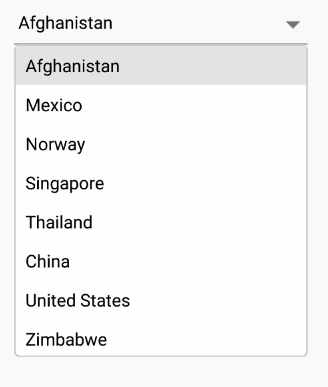 Afghanistan
Afghanistan
Mexico
Norway
Singapore
Thailand
China
United States
Zimbabwe